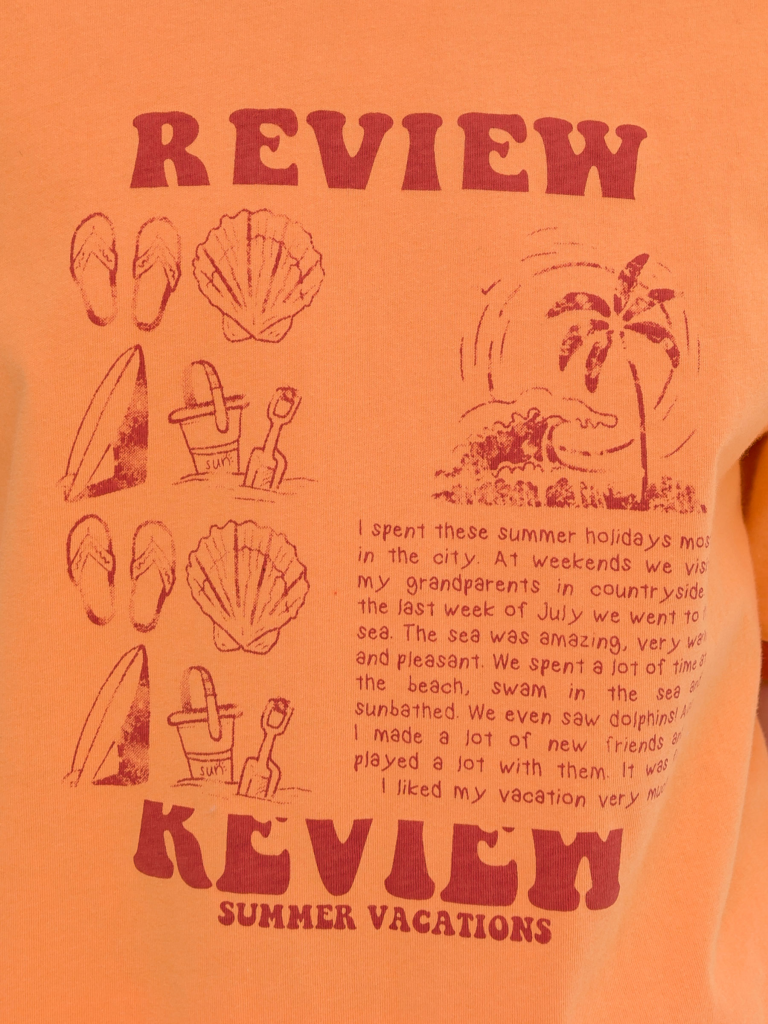 REVIEW
sun
I spent these summer holidays
in the city. At weekends we
my grandparents in countryside
the last week of July we went to
sea. The sea was amazing, very
and pleasant. We spent a lot of time
the beach, swam in the sea
sunbathed. We even saw dolphins!
I made a lot of new friends
played a lot with them. It was
I liked my vacation very
sun
REVIEW
SUMMER VACATIONS